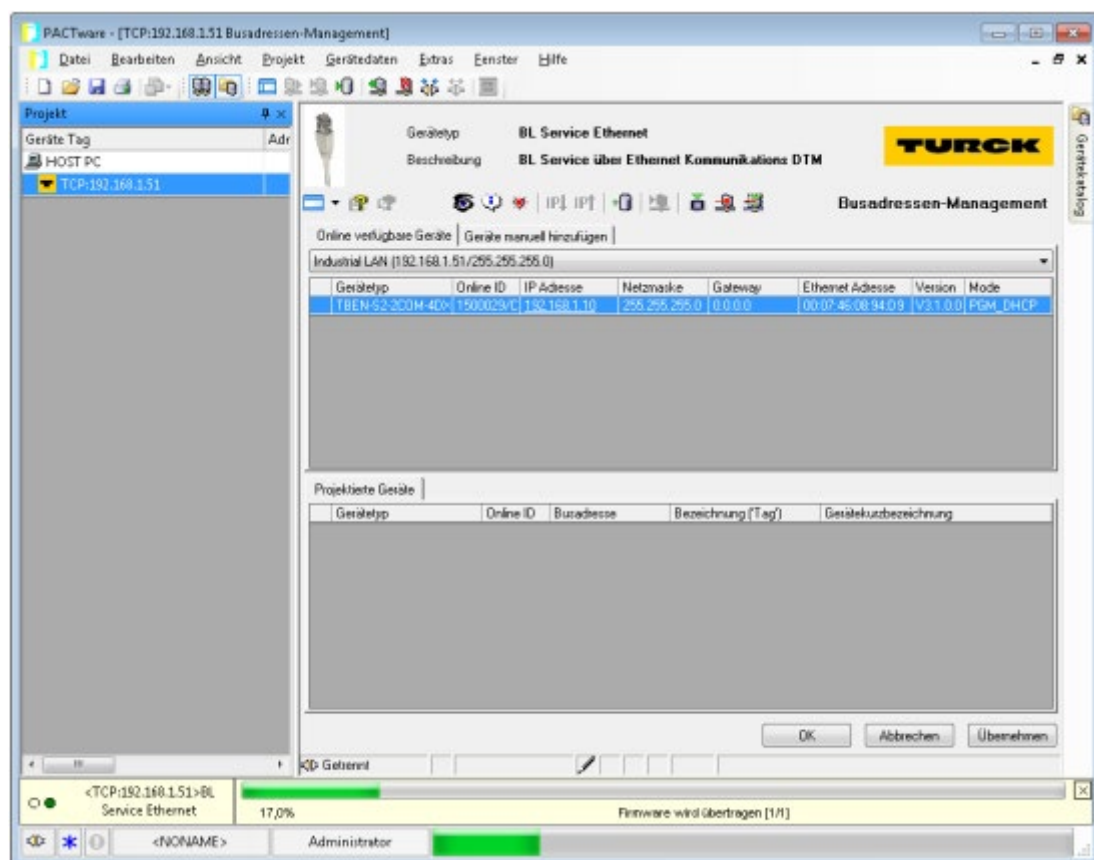 PACTware - [TCP:192.168.1.51 Busadressen-Management]
Datei Bearbeiten Ansicht Projekt Gerätedaten Extras Fenster Hilfe
Projekt
Geräte Tag Adr
HOST PC
TCP:192.168.1.51
Gerätetyp BL Service Ethernet
Beschreibung BL Service über Ethernet Kommunikations DTM
TURCK
Busadressen-Management
Gerätekatalog
Online verfügbare Geräte Geräte manuell hinzufügen
Industrial LAN (192.168.1.51/255.255.255.0)
Gerätetyp Online ID IP Adresse Netzmaske Gateway Ethernet Adresse Version Mode
TBEN-S2-2COM-4DX 1500029/C 192.168.1.10 255.255.255.0 0.0.0.0 00:07:46:08:94:D9 V3.1.0.0 PGM_DHCP
Projektierte Geräte
Gerätetyp Online ID Busadresse Bezeichnung ('Tag') Gerätekurzbezeichnung
OK Abbrechen Übernehmen
Getrennt
<TCP:192.168.1.51>BL
Service Ethernet
17,0% Firmware wird übertragen [1/1]
<NONAME> Administrator